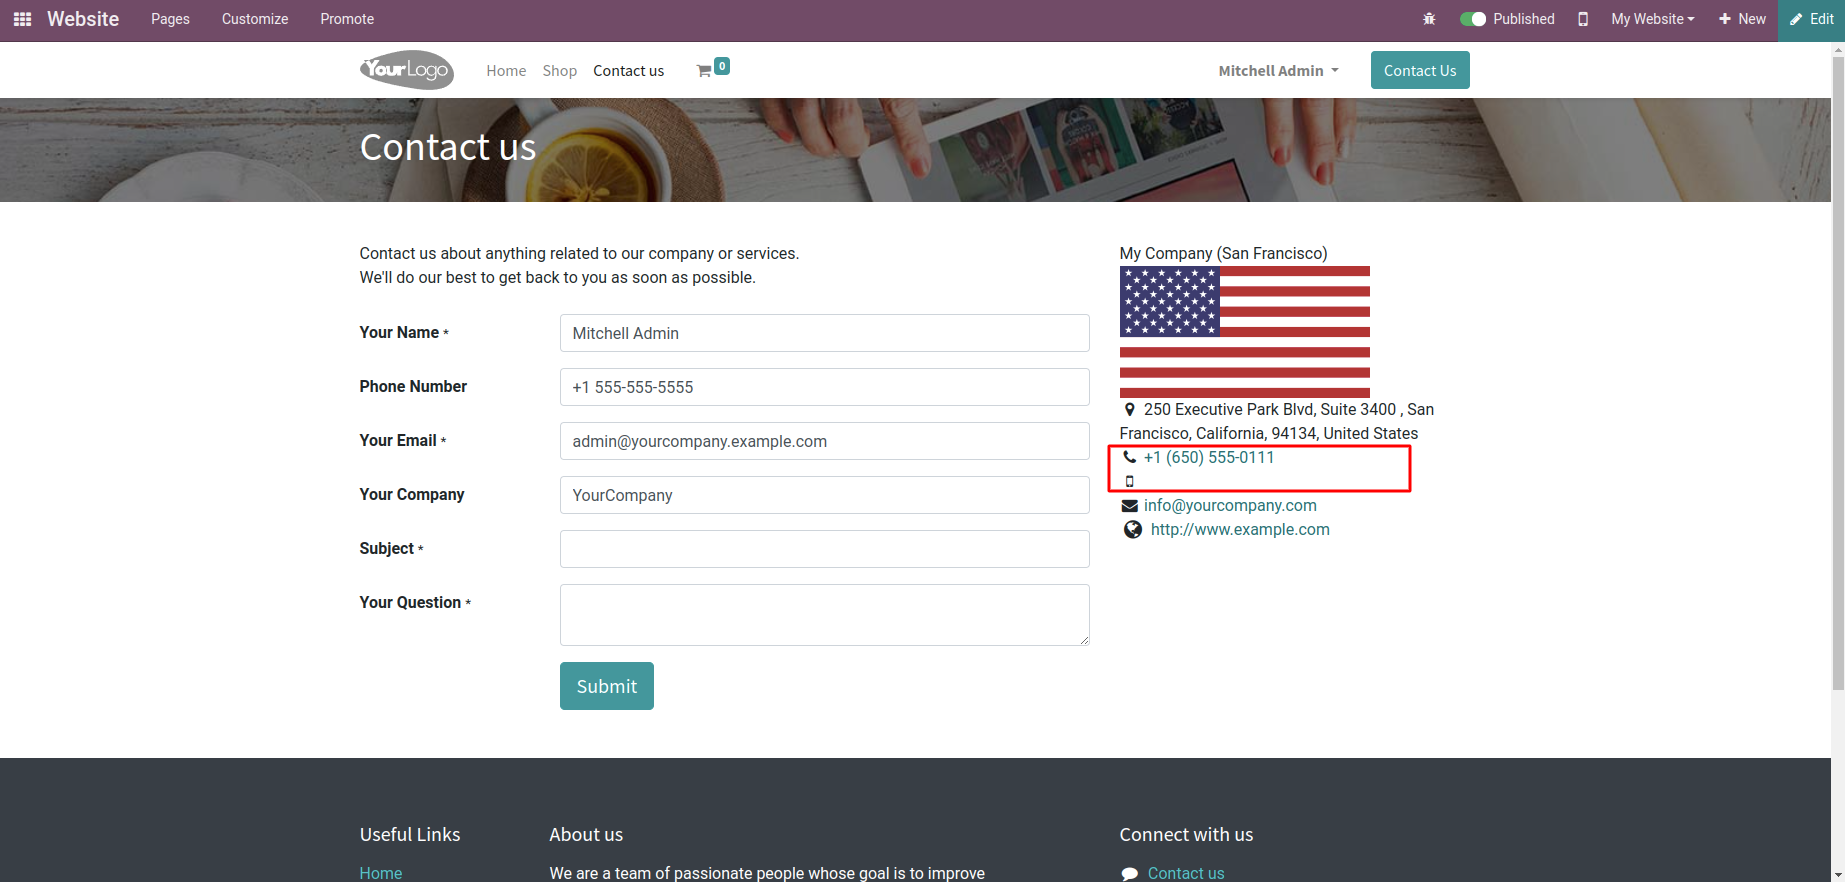 Website Pages Customize Promote Published My Website New Edit
YourLogo Home Shop Contact us 0 Mitchell Admin Contact Us
Contact us
Contact us about anything related to our company or services.
We'll do our best to get back to you as soon as possible.
Your Name * Mitchell Admin
Phone Number +1 555-555-5555
Your Email * admin@yourcompany.example.com
Your Company YourCompany
Subject *
Your Question *
Submit
My Company (San Francisco)
250 Executive Park Blvd, Suite 3400 , San
Francisco, California, 94134, United States
+1 (650) 555-0111
info@yourcompany.com
http://www.example.com
Useful Links
Home
About us
We are a team of passionate people whose goal is to improve
Connect with us
Contact us